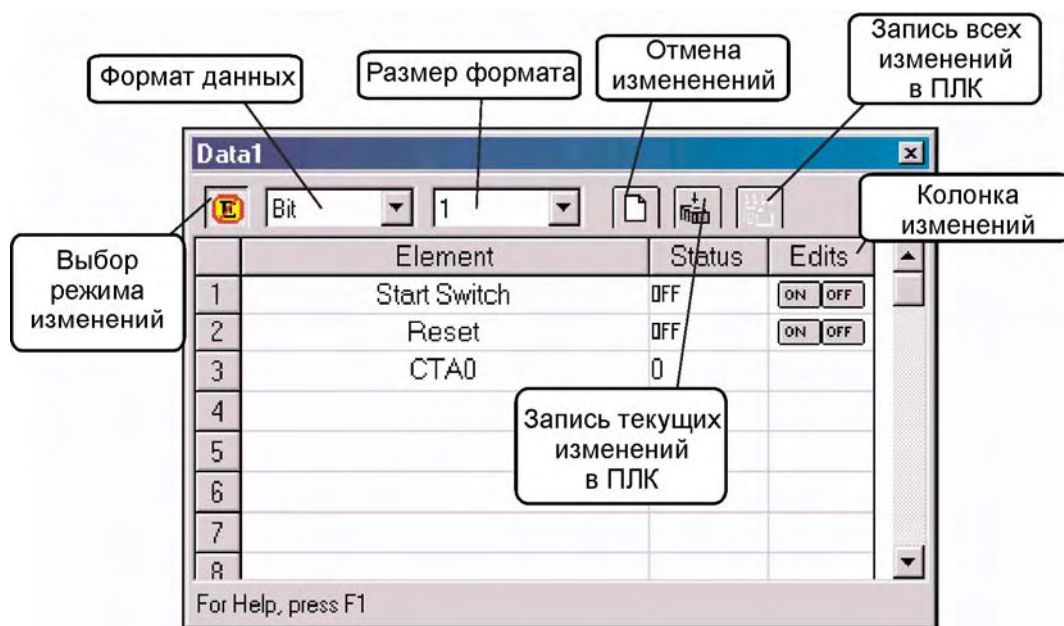 Формат данных
Размер формата
Отмена
измененений
Запись всех
изменений
в ПЛК
Data1
E
Bit
1
Колонка
изменений
Выбор
режима
изменений
Element Status Edits
1 Start Switch OFF ON OFF
2 Reset OFF ON OFF
3 CTA0 0
4
5
6
7
8
Запись текущих
изменений
в ПЛК
For Help, press F1